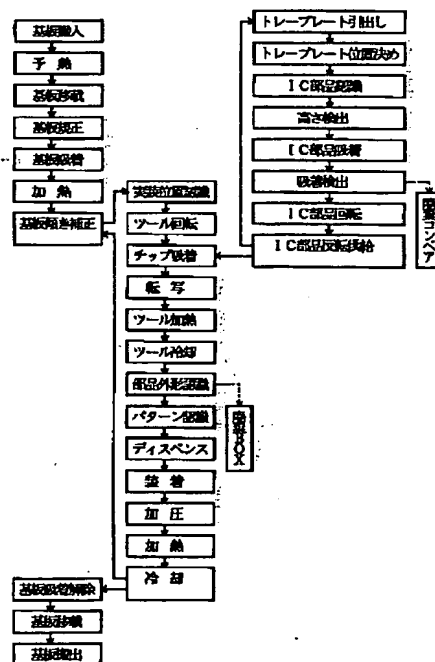 基板搬入
予 熱
基板移載
基板規正
基板吸着
加 熱
基板傾き補正
実装位置認識
ツール回転
チップ吸着
転 写
ツール加熱
ツール冷却
部品外形認識
パターン認識
ディスペンス
装 着
加 圧
加 熱
冷 却
基板吸着解除
基板移載
基板搬出
トレープレート引出し
トレープレート位置決め
IC部品認識
高さ検出
IC部品吸着
吸着検出
IC部品回転
IC部品反転供給
廃棄コンベア
廃棄BOX